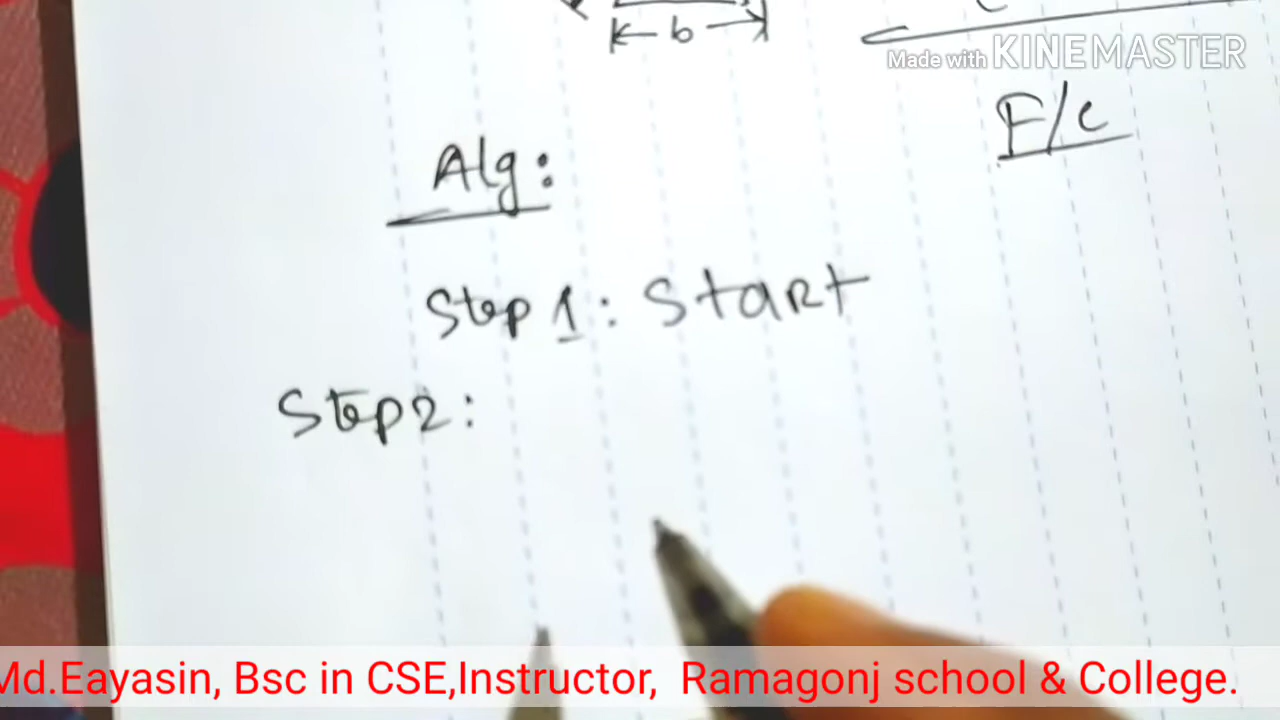 b
Made with KINEMASTER
F/C
Alg:
Step 1: Start
Step2:
Md.Eayasin, Bsc in CSE,Instructor, Ramagonj school & College.